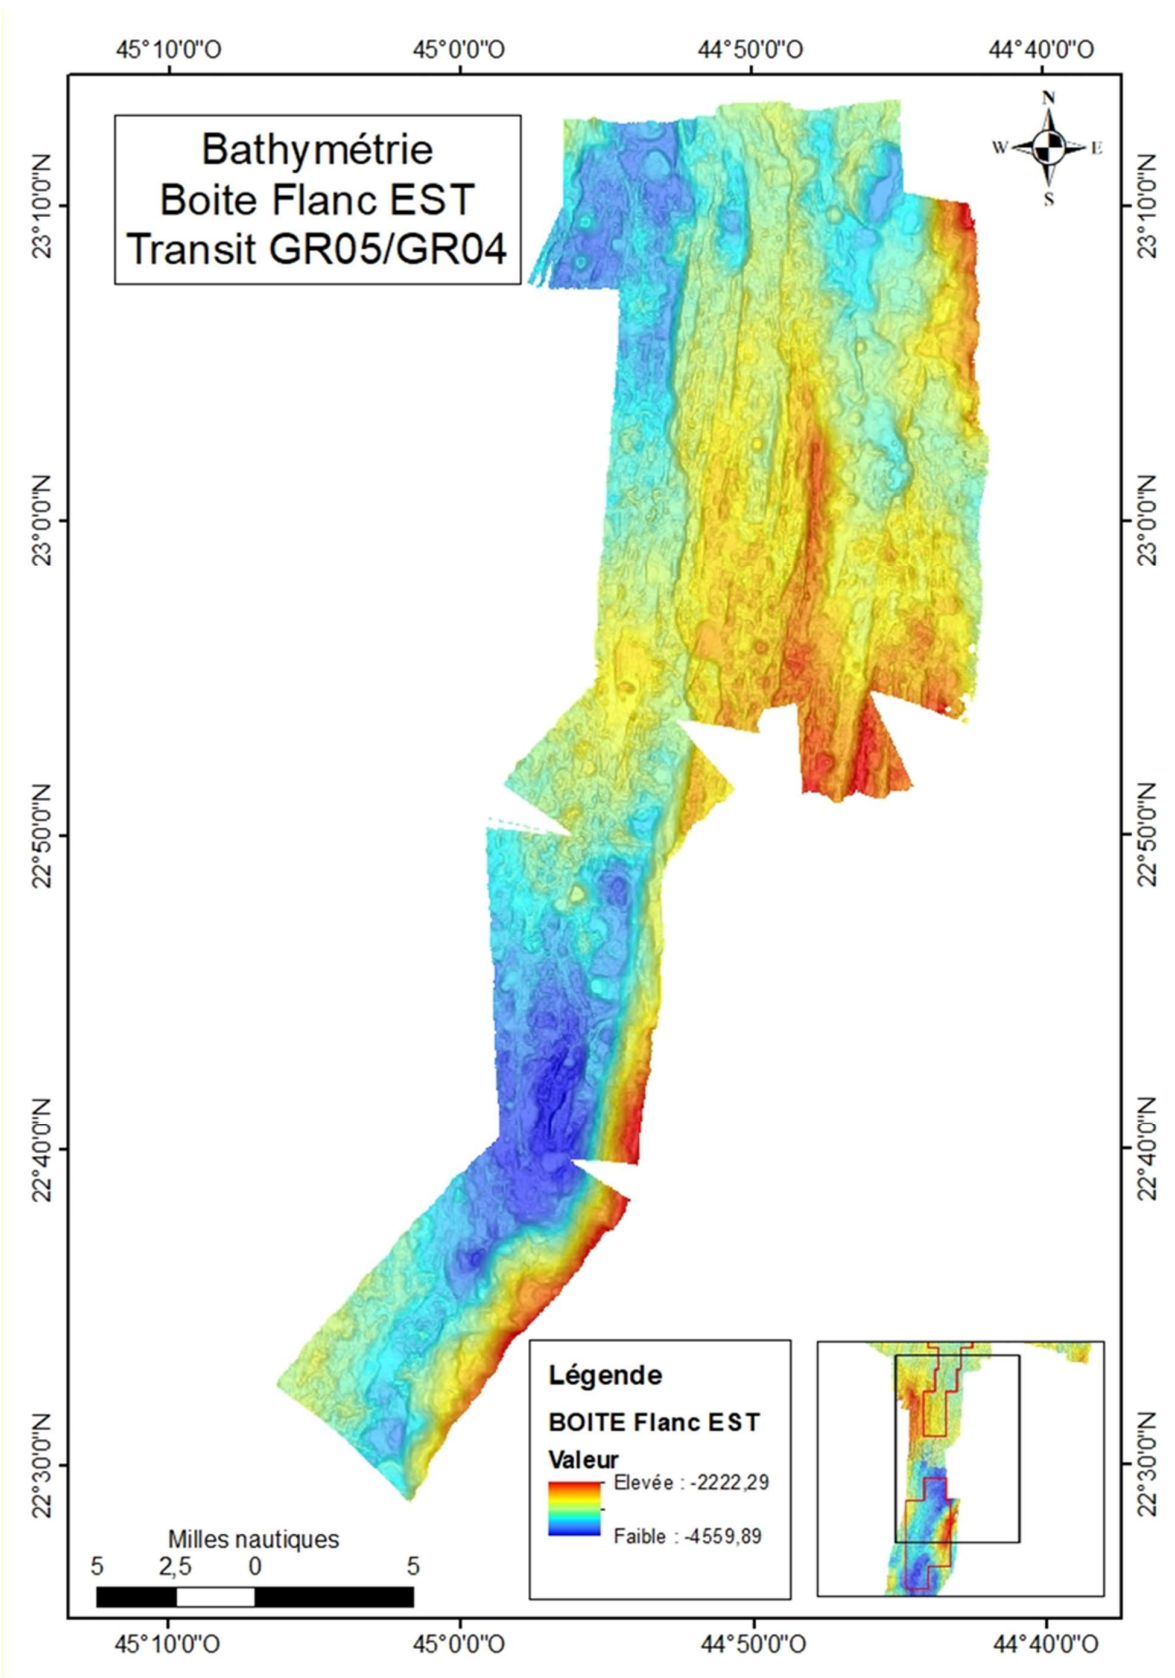 45°10'0"O 45°0'0"O 44°50'0"O 44°40'0"O
Bathymétrie
Boite Flanc EST
Transit GR05/GR04
N
W E
S
23°10'0"N 23°10'0"N
23°0'0"N 23°0'0"N
22°50'0"N 22°50'0"N
22°40'0"N 22°40'0"N
22°30'0"N 22°30'0"N
Légende
BOITE Flanc EST
Valeur
Elevée : -2222,29
Faible : -4559,89
Milles nautiques
5 2,5 0 5
45°10'0"O 45°0'0"O 44°50'0"O 44°40'0"O